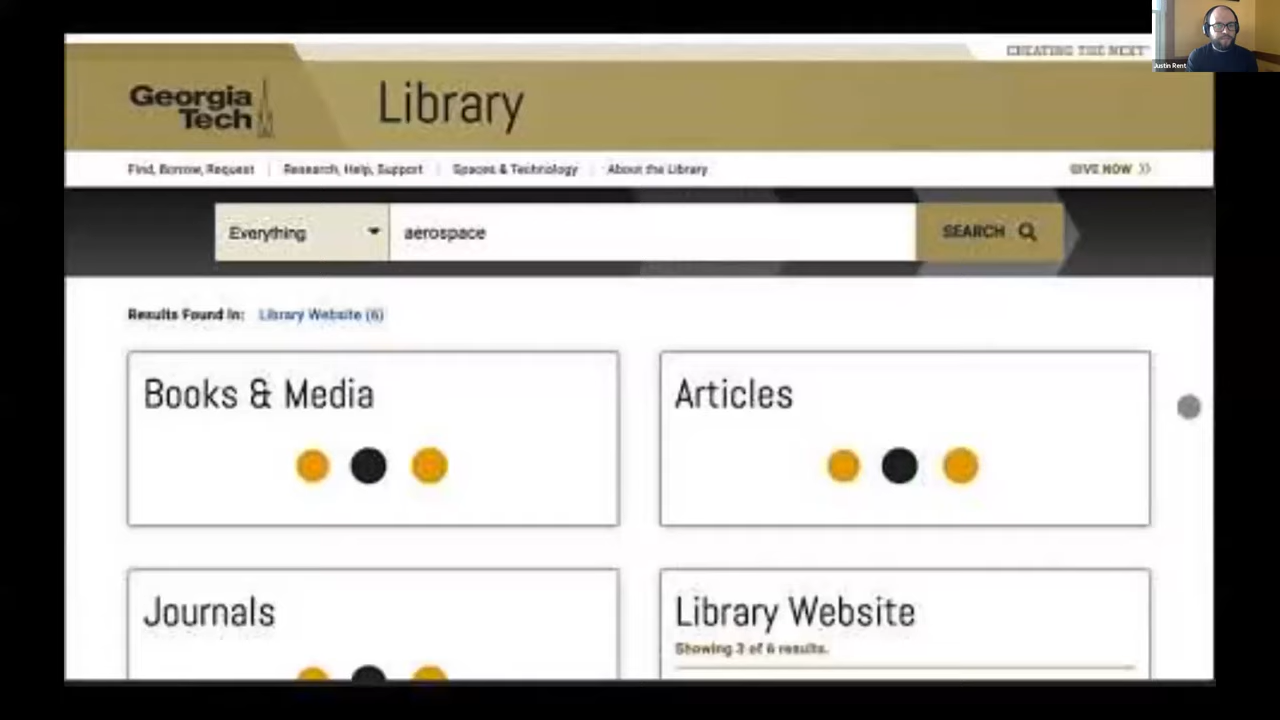 CREATING THE NEXT
Justin Rent
Georgia
Tech
Library
Find, Borrow, Request
Research, Help, Support
Spaces & Technology
About the Library
GIVE NOW
Everything
aerospace
SEARCH
Results Found in: Library Website (6)
Books & Media
Articles
Journals
Library Website
Showing 3 of 6 results.